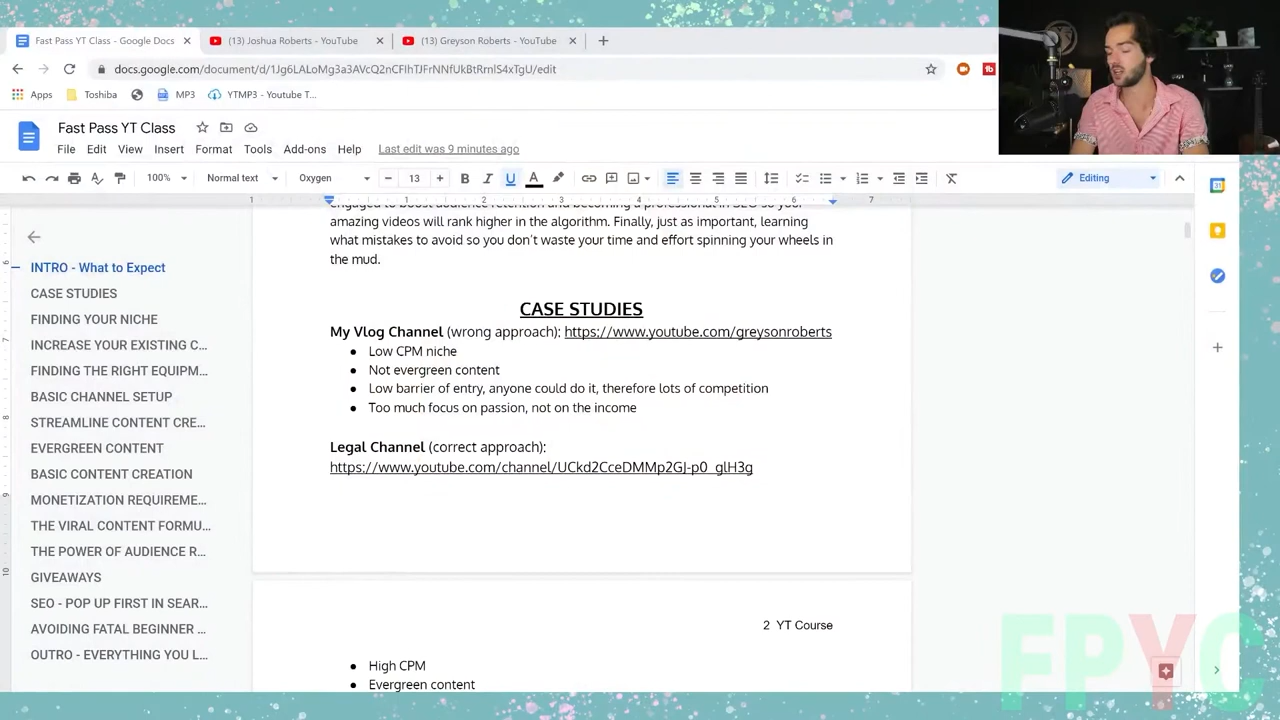 Fast Pass YT Class - Google Docs
(13) Joshua Roberts - YouTube
(13) Greyson Roberts - YouTube
Apps
Toshiba
MP3
YTMP3 - Youtube T...
Fast Pass YT Class
File Edit View Insert Format Tools Add-ons Help Last edit was 9 minutes ago
100% Normal text Oxygen 13 Editing
INTRO - What to Expect
CASE STUDIES
FINDING YOUR NICHE
INCREASE YOUR EXISTING C...
FINDING THE RIGHT EQUIPM...
BASIC CHANNEL SETUP
STREAMLINE CONTENT CRE...
EVERGREEN CONTENT
BASIC CONTENT CREATION
MONETIZATION REQUIREME...
THE VIRAL CONTENT FORMU...
THE POWER OF AUDIENCE R...
GIVEAWAYS
SEO - POP UP FIRST IN SEAR...
AVOIDING FATAL BEGINNER ...
OUTRO - EVERYTHING YOU L...
amazing videos will rank higher in the algorithm. Finally, just as important, learning
what mistakes to avoid so you don't waste your time and effort spinning your wheels in
the mud.
CASE STUDIES
My Vlog Channel (wrong approach): https://www.youtube.com/greysonroberts
● Low CPM niche
● Not evergreen content
● Low barrier of entry, anyone could do it, therefore lots of competition
● Too much focus on passion, not on the income
Legal Channel (correct approach):
https://www.youtube.com/channel/UCkd2CceDMMp2GJ-p0_glH3g
2 YT Course
● High CPM
● Evergreen content
FPYC